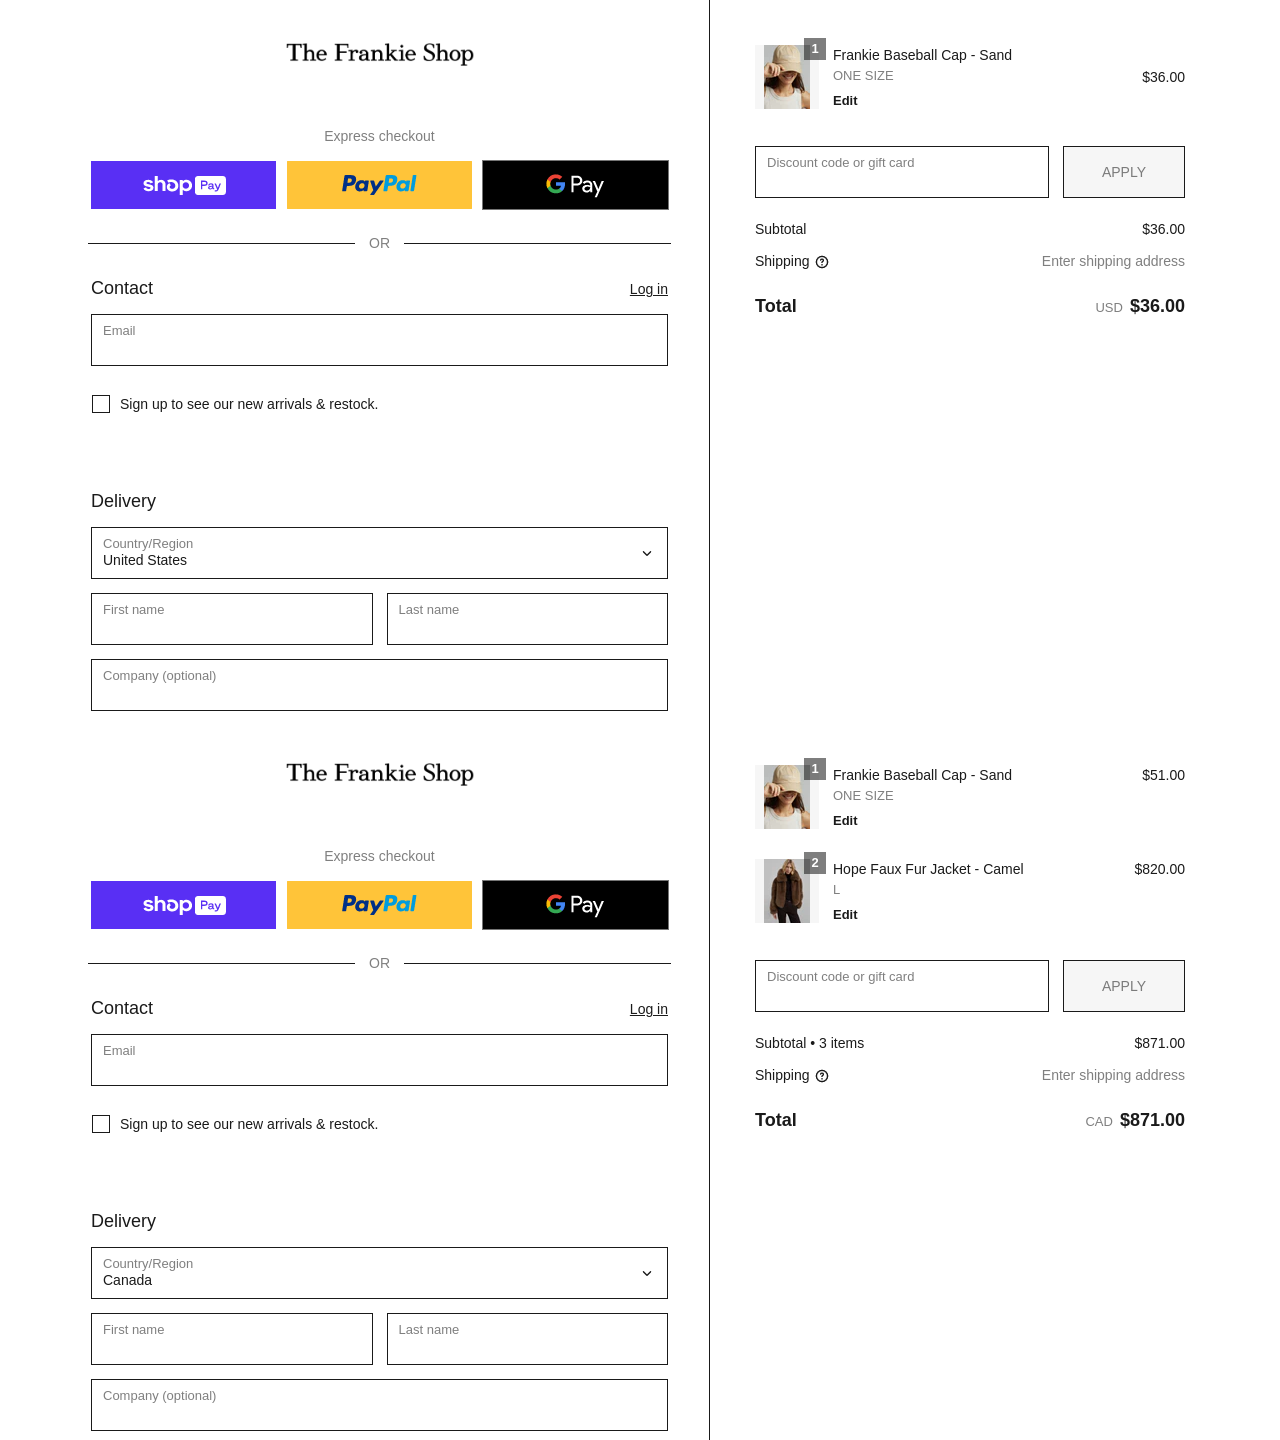 The Frankie Shop
Express checkout
shop Pay
PayPal
G Pay
OR
Contact
Log in
Email
Sign up to see our new arrivals & restock.
Delivery
Country/Region
United States
First name
Last name
Company (optional)
1
Frankie Baseball Cap - Sand
ONE SIZE
$36.00
Edit
Discount code or gift card
APPLY
Subtotal $36.00
Shipping Enter shipping address
Total USD $36.00
The Frankie Shop
Express checkout
shop Pay
PayPal
G Pay
OR
Contact
Log in
Email
Sign up to see our new arrivals & restock.
Delivery
Country/Region
Canada
First name
Last name
Company (optional)
1
Frankie Baseball Cap - Sand
$51.00
ONE SIZE
Edit
2
Hope Faux Fur Jacket - Camel
$820.00
L
Edit
Discount code or gift card
APPLY
Subtotal • 3 items $871.00
Shipping Enter shipping address
Total CAD $871.00